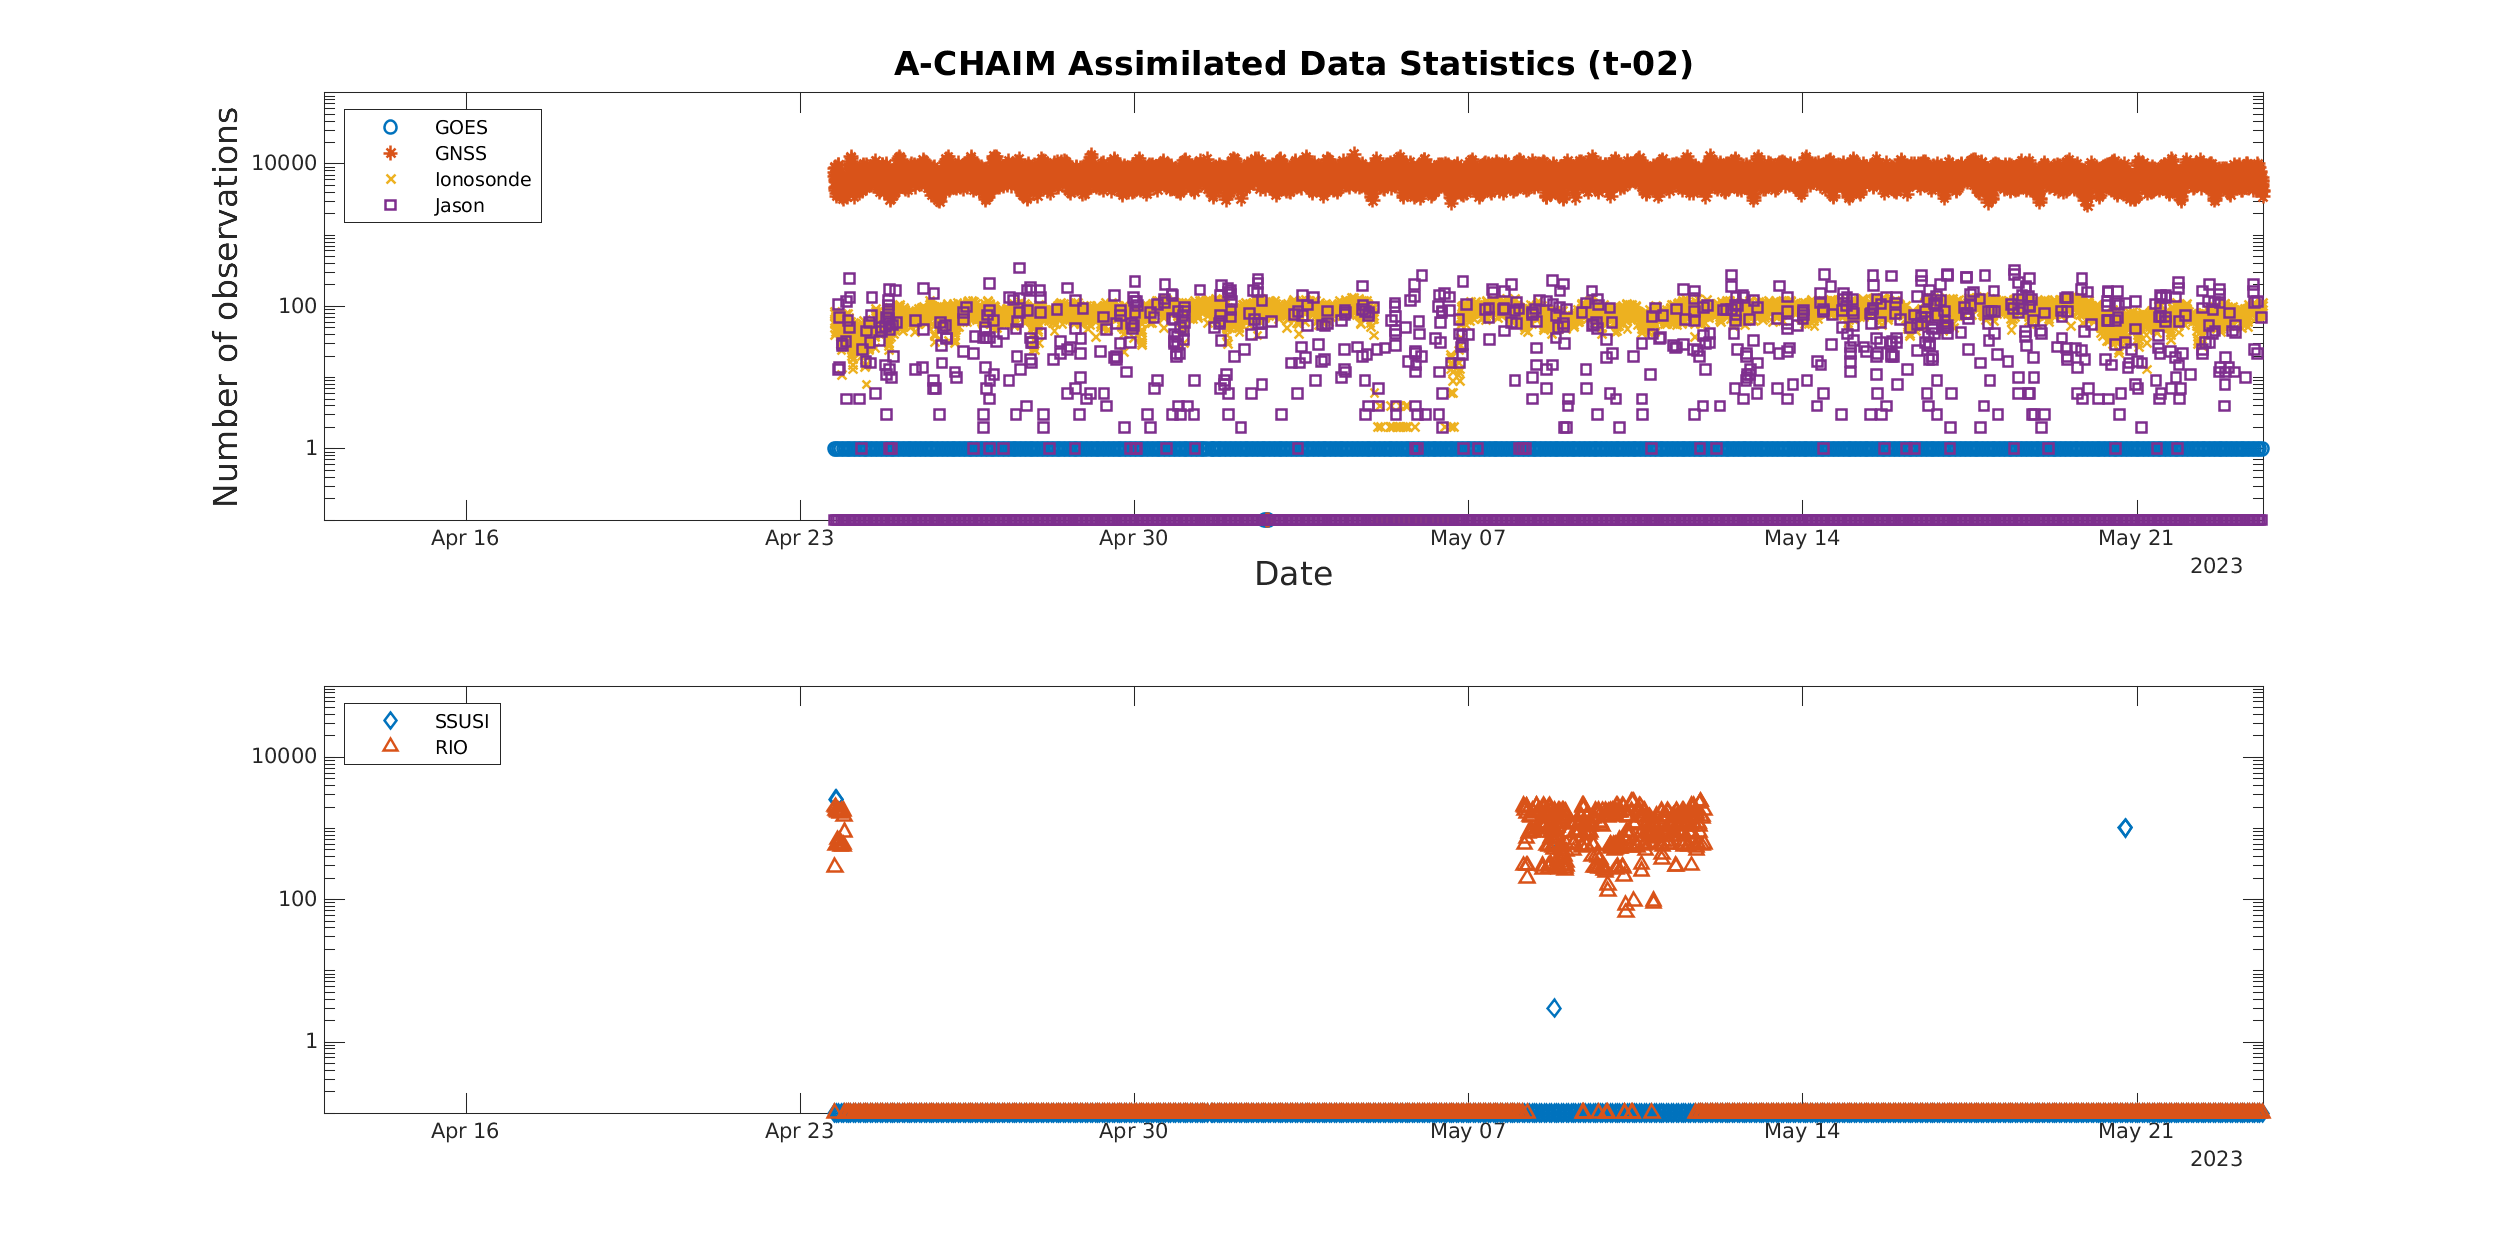 A-CHAIM Assimilated Data Statistics (t-02)
Number of observations
10000
100
1
GOES
GNSS
Ionosonde
Jason
Apr 16 Apr 23 Apr 30 May 07 May 14 May 21
2023
Date
10000
100
1
SSUSI
RIO
Apr 16 Apr 23 Apr 30 May 07 May 14 May 21
2023